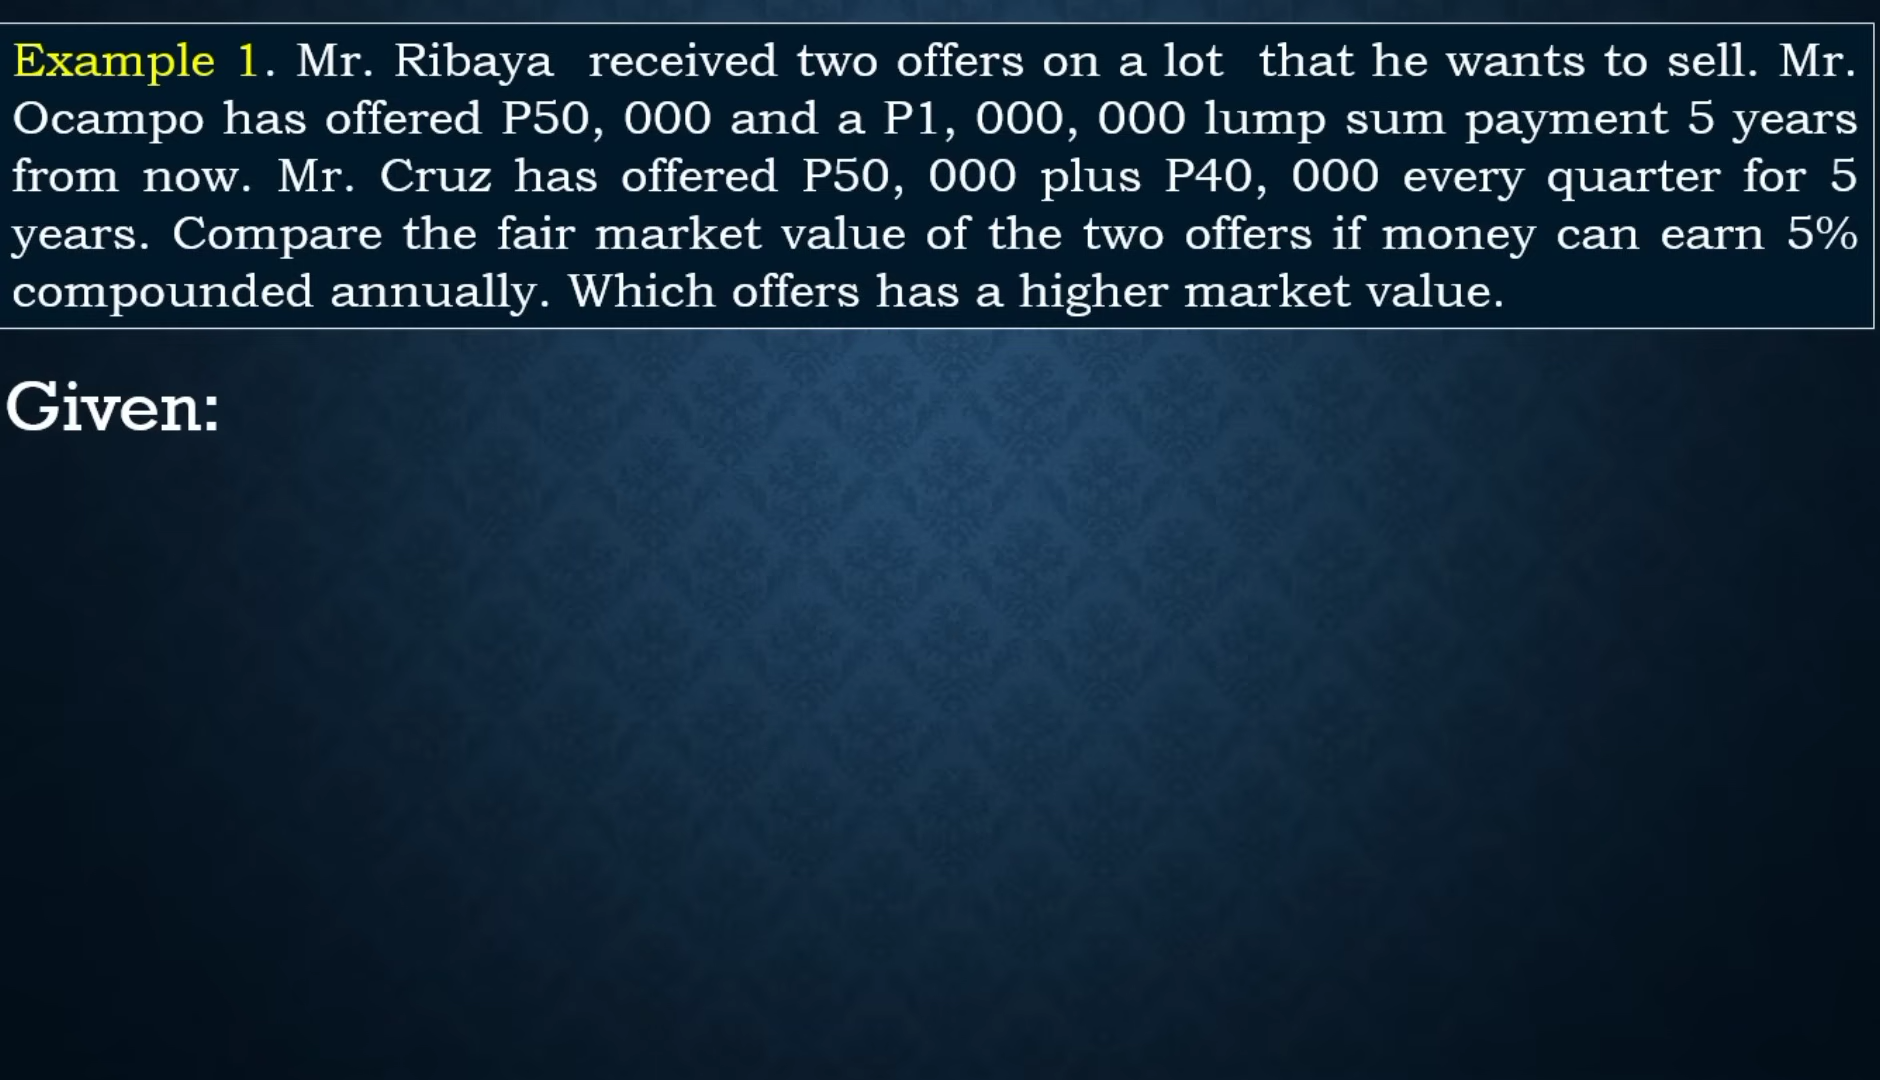 Example 1. Mr. Ribaya received two offers on a lot that he wants to sell. Mr.
Ocampo has offered P50, 000 and a P1, 000, 000 lump sum payment 5 years
from now. Mr. Cruz has offered P50, 000 plus P40, 000 every quarter for 5
years. Compare the fair market value of the two offers if money can earn 5%
compounded annually. Which offers has a higher market value.
Given: